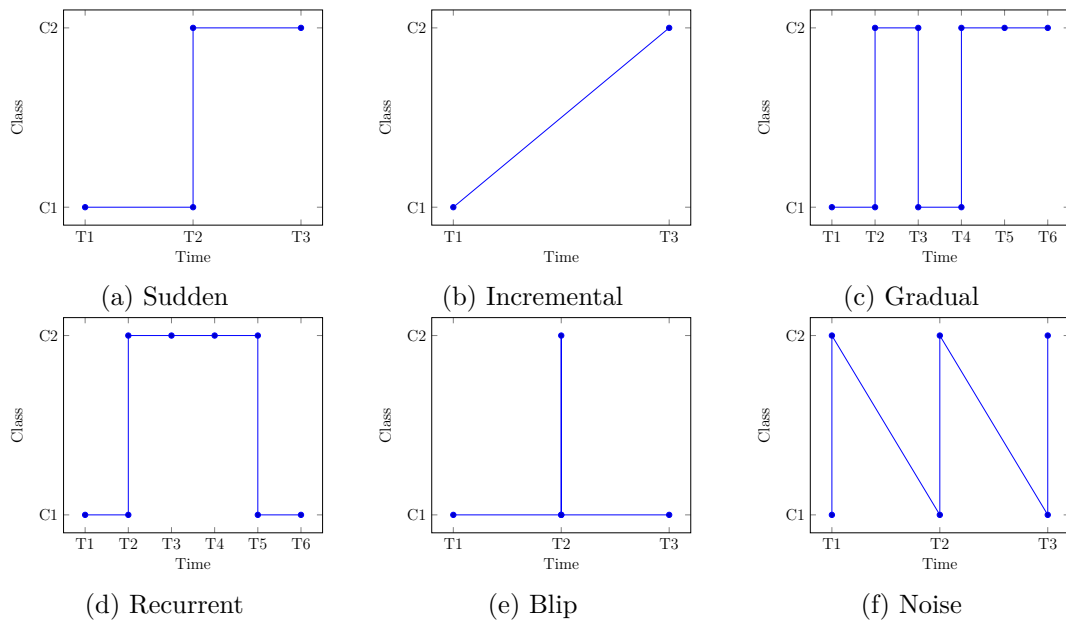 C2
C1
Class
T1 T2 T3
Time
(a) Sudden
C2
C1
Class
T1 T3
Time
(b) Incremental
C2
C1
Class
T1 T2 T3 T4 T5 T6
Time
(c) Gradual
C2
C1
Class
T1 T2 T3 T4 T5 T6
Time
(d) Recurrent
C2
C1
Class
T1 T2 T3
Time
(e) Blip
C2
C1
Class
T1 T2 T3
Time
(f) Noise